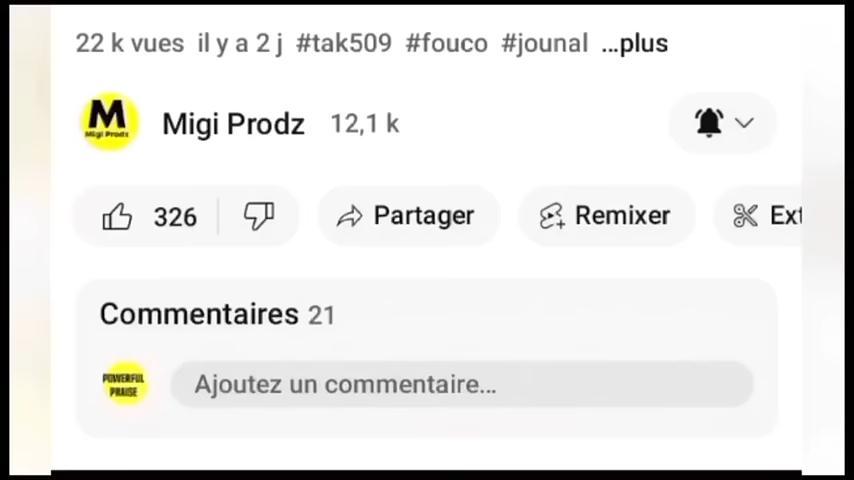 22 k vues il y a 2 j #tak509 #fouco #jounal ...plus
M
Migi Prodz
Migi Prodz 12,1 k
326 Partager Remixer Ext
Commentaires 21
POWERFUL
PRAISE
Ajoutez un commentaire...